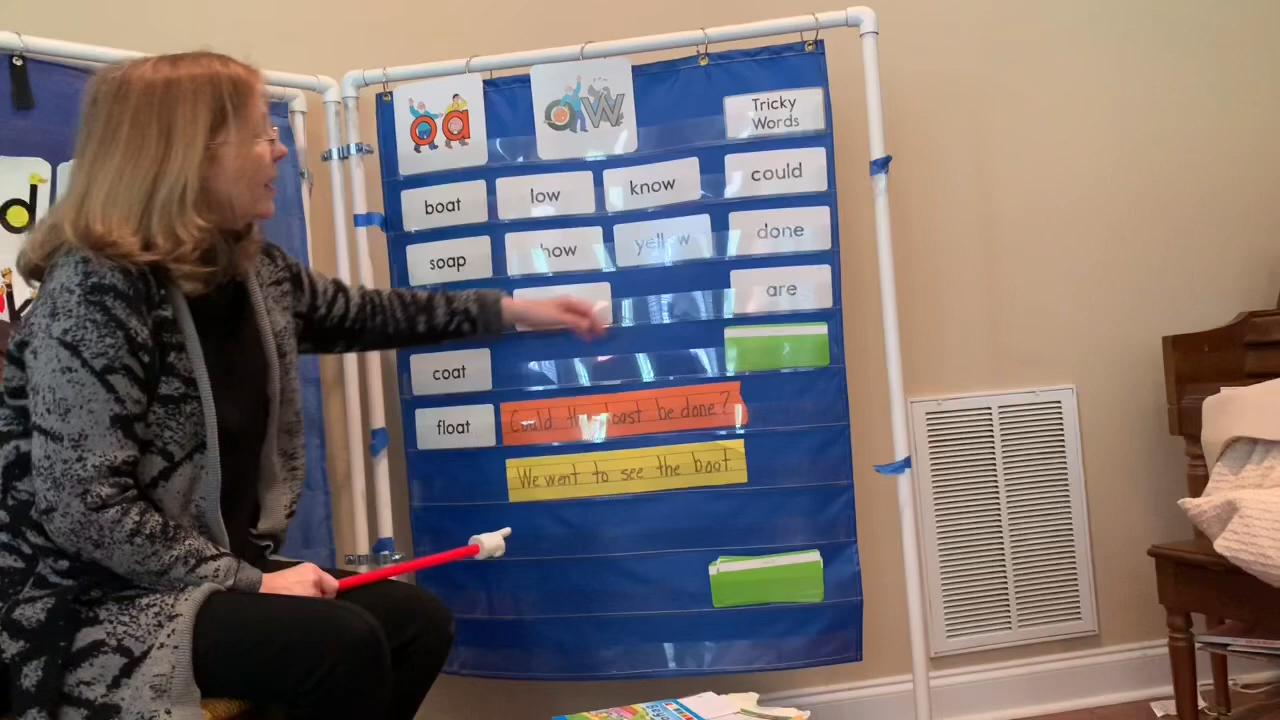 oa
ow
Tricky
Words
boat
low
know
could
soap
how
yellow
done
are
coat
float
Could the boat be done?
We went to see the boat.
d